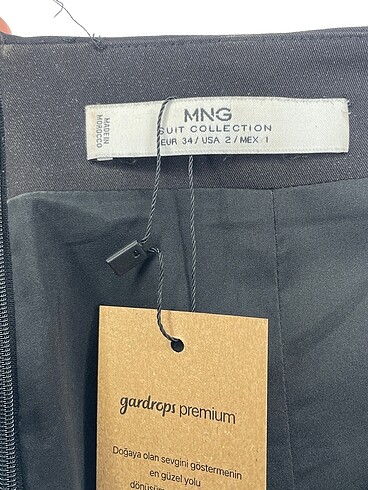 MNG
SUIT COLLECTION
EUR 34 / USA 2 / MEX 1
MADE IN
MOROCCO
gardrops premium
Doğaya olan sevgini göstermenin
en güzel yolu